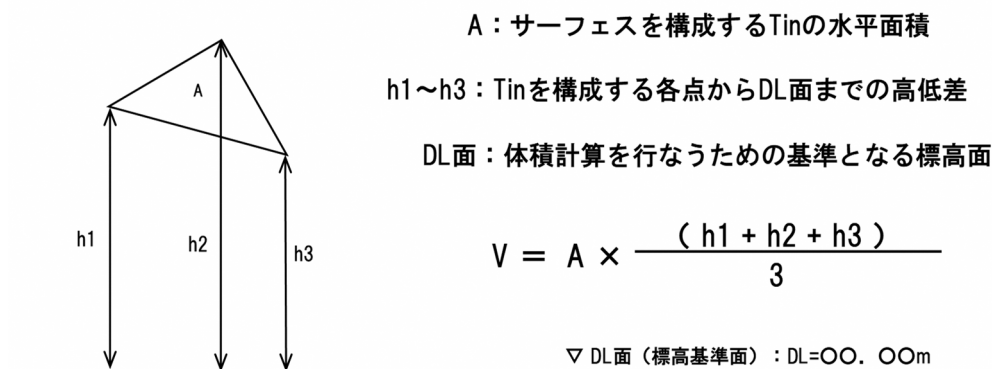 A：サーフェスを構成するTinの水平面積
h1～h3：Tinを構成する各点からDL面までの高低差
DL面：体積計算を行なうための基準となる標高面
A
h1
h2
h3
V ＝ A × ( h1 + h2 + h3 ) / 3
▽ DL面（標高基準面）：DL=〇〇．〇〇m